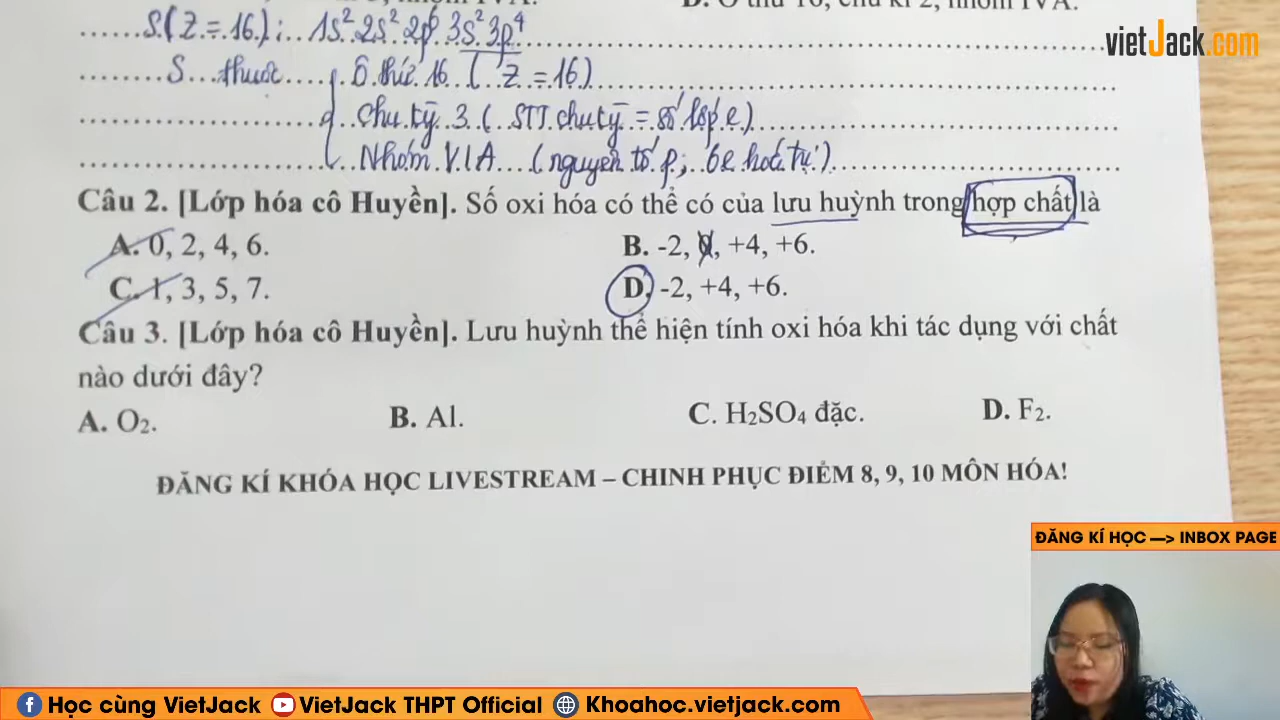 D. Ô thứ 16, chu kì 2, nhóm IVA.
S (Z = 16): 1s² 2s² 2p⁶ 3s² 3p⁴
vietJack.com
S thuộc Ô thứ 16 ( Z = 16)
Chu kỳ 3 ( STT chu kỳ = số lớp e)
Nhóm VIA (nguyên tố p; 6e hoá trị)
Câu 2. [Lớp hóa cô Huyền]. Số oxi hóa có thể có của lưu huỳnh trong hợp chất là
A. 0, 2, 4, 6. B. -2, 0, +4, +6.
C. 1, 3, 5, 7. D. -2, +4, +6.
Câu 3. [Lớp hóa cô Huyền]. Lưu huỳnh thể hiện tính oxi hóa khi tác dụng với chất
nào dưới đây?
A. O₂. B. Al. C. H₂SO₄ đặc. D. F₂.
ĐĂNG KÍ KHÓA HỌC LIVESTREAM – CHINH PHỤC ĐIỂM 8, 9, 10 MÔN HÓA!
ĐĂNG KÍ HỌC —> INBOX PAGE
Học cùng VietJack VietJack THPT Official Khoahoc.vietjack.com